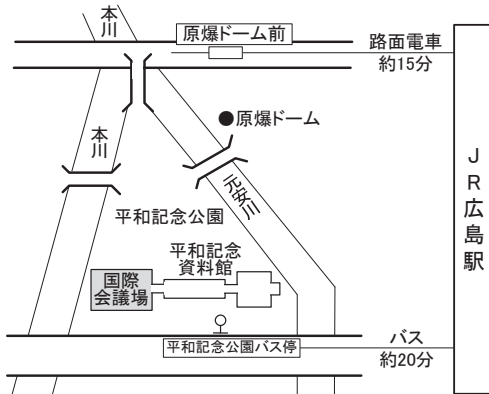 本川
原爆ドーム前
路面電車
約15分
本川
原爆ドーム
元安川
平和記念公園
平和記念
資料館
国際
会議場
平和記念公園バス停
バス
約20分
JR広島駅